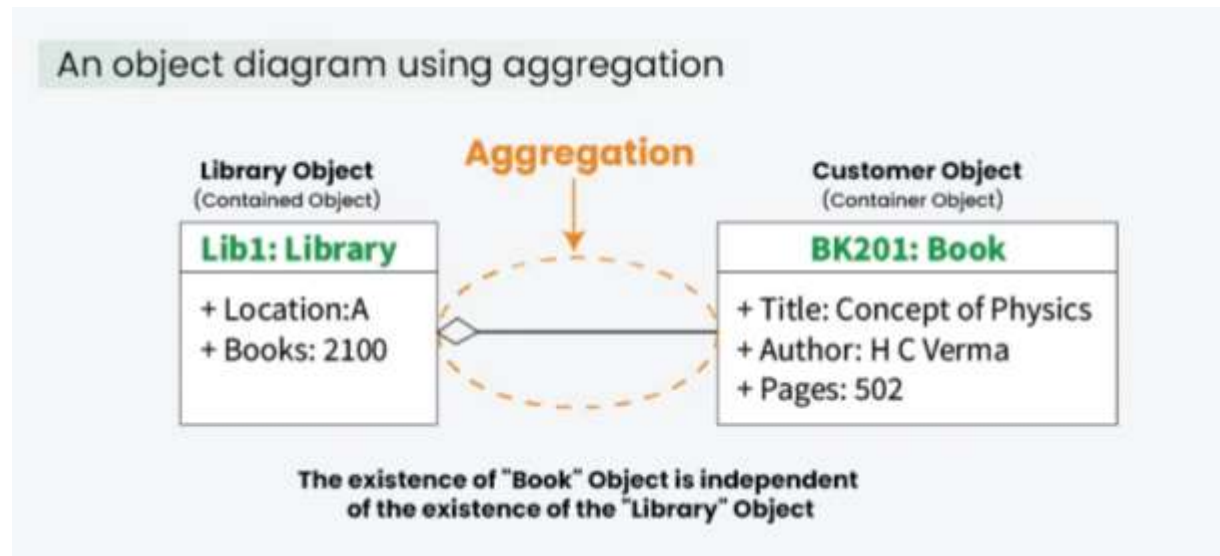 An object diagram using aggregation
Aggregation
Library Object
(Contained Object)
Lib1: Library
+ Location:A
+ Books: 2100
Customer Object
(Container Object)
BK201: Book
+ Title: Concept of Physics
+ Author: H C Verma
+ Pages: 502
The existence of "Book" Object is independent
of the existence of the "Library" Object